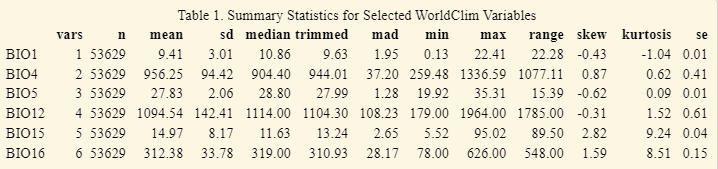 Table 1. Summary Statistics for Selected WorldClim Variables
vars n mean sd median trimmed mad min max range skew kurtosis se
BIO1 1 53629 9.41 3.01 10.86 9.63 1.95 0.13 22.41 22.28 -0.43 -1.04 0.01
BIO4 2 53629 956.25 94.42 904.40 944.01 37.20 259.48 1336.59 1077.11 0.87 0.62 0.41
BIO5 3 53629 27.83 2.06 28.80 27.99 1.28 19.92 35.31 15.39 -0.62 0.09 0.01
BIO12 4 53629 1094.54 142.41 1114.00 1104.30 108.23 179.00 1964.00 1785.00 -0.31 1.52 0.61
BIO15 5 53629 14.97 8.17 11.63 13.24 2.65 5.52 95.02 89.50 2.82 9.24 0.04
BIO16 6 53629 312.38 33.78 319.00 310.93 28.17 78.00 626.00 548.00 1.59 8.51 0.15